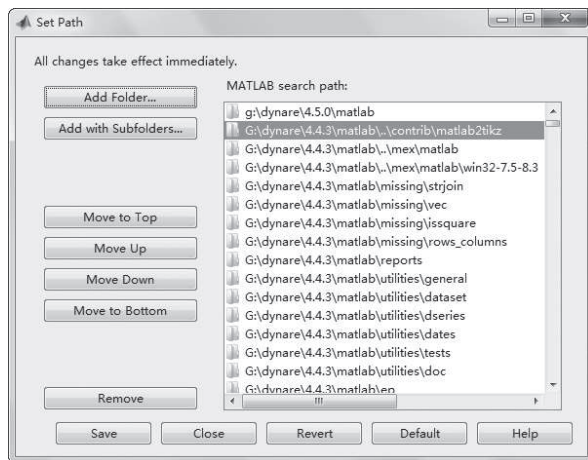 Set Path
All changes take effect immediately.
MATLAB search path:
Add Folder...
Add with Subfolders...
Move to Top
Move Up
Move Down
Move to Bottom
Remove
g:\dynare\4.5.0\matlab
G:\dynare\4.4.3\matlab\..\contrib\matlab2tikz
G:\dynare\4.4.3\matlab\..\mex\matlab
G:\dynare\4.4.3\matlab\..\mex\matlab\win32-7.5-8.3
G:\dynare\4.4.3\matlab\missing\strjoin
G:\dynare\4.4.3\matlab\missing\vec
G:\dynare\4.4.3\matlab\missing\issquare
G:\dynare\4.4.3\matlab\missing\rows_columns
G:\dynare\4.4.3\matlab\reports
G:\dynare\4.4.3\matlab\utilities\general
G:\dynare\4.4.3\matlab\utilities\dataset
G:\dynare\4.4.3\matlab\utilities\dseries
G:\dynare\4.4.3\matlab\utilities\dates
G:\dynare\4.4.3\matlab\utilities\tests
G:\dynare\4.4.3\matlab\utilities\doc
G:\dynare\4.4.3\matlab\ep
Save
Close
Revert
Default
Help